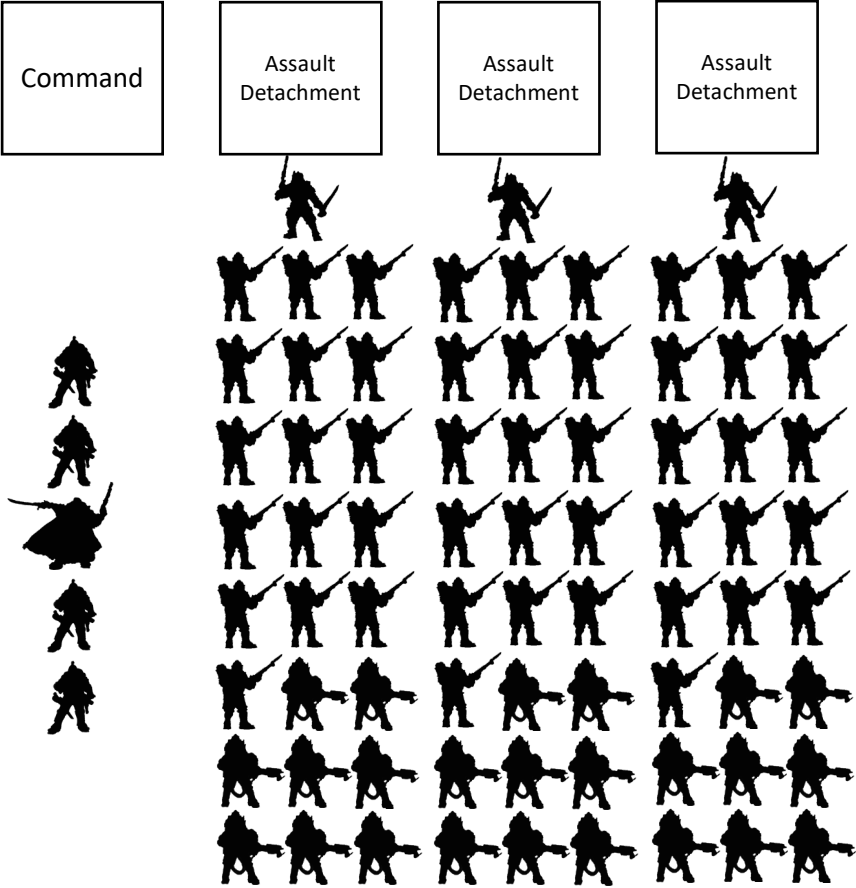 Command
Assault
Detachment
Assault
Detachment
Assault
Detachment